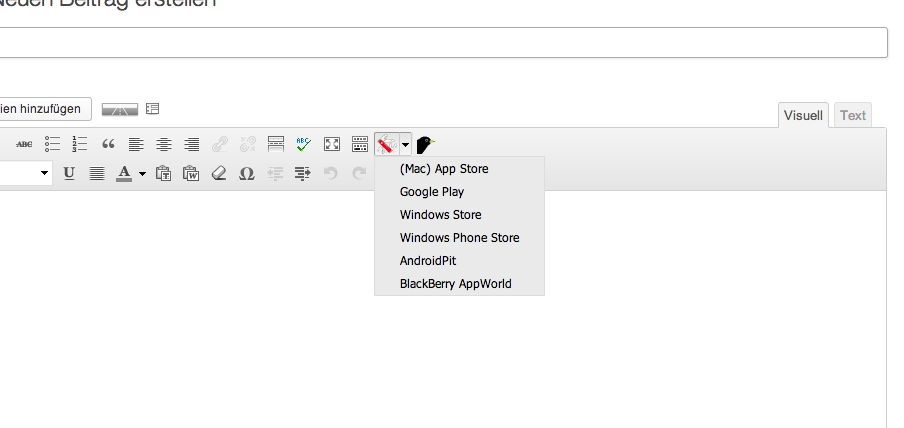 Neuen Beitrag erstellen
ien hinzufügen
Visuell
Text
ABC
ABC
U A Ω
(Mac) App Store
Google Play
Windows Store
Windows Phone Store
AndroidPit
BlackBerry AppWorld